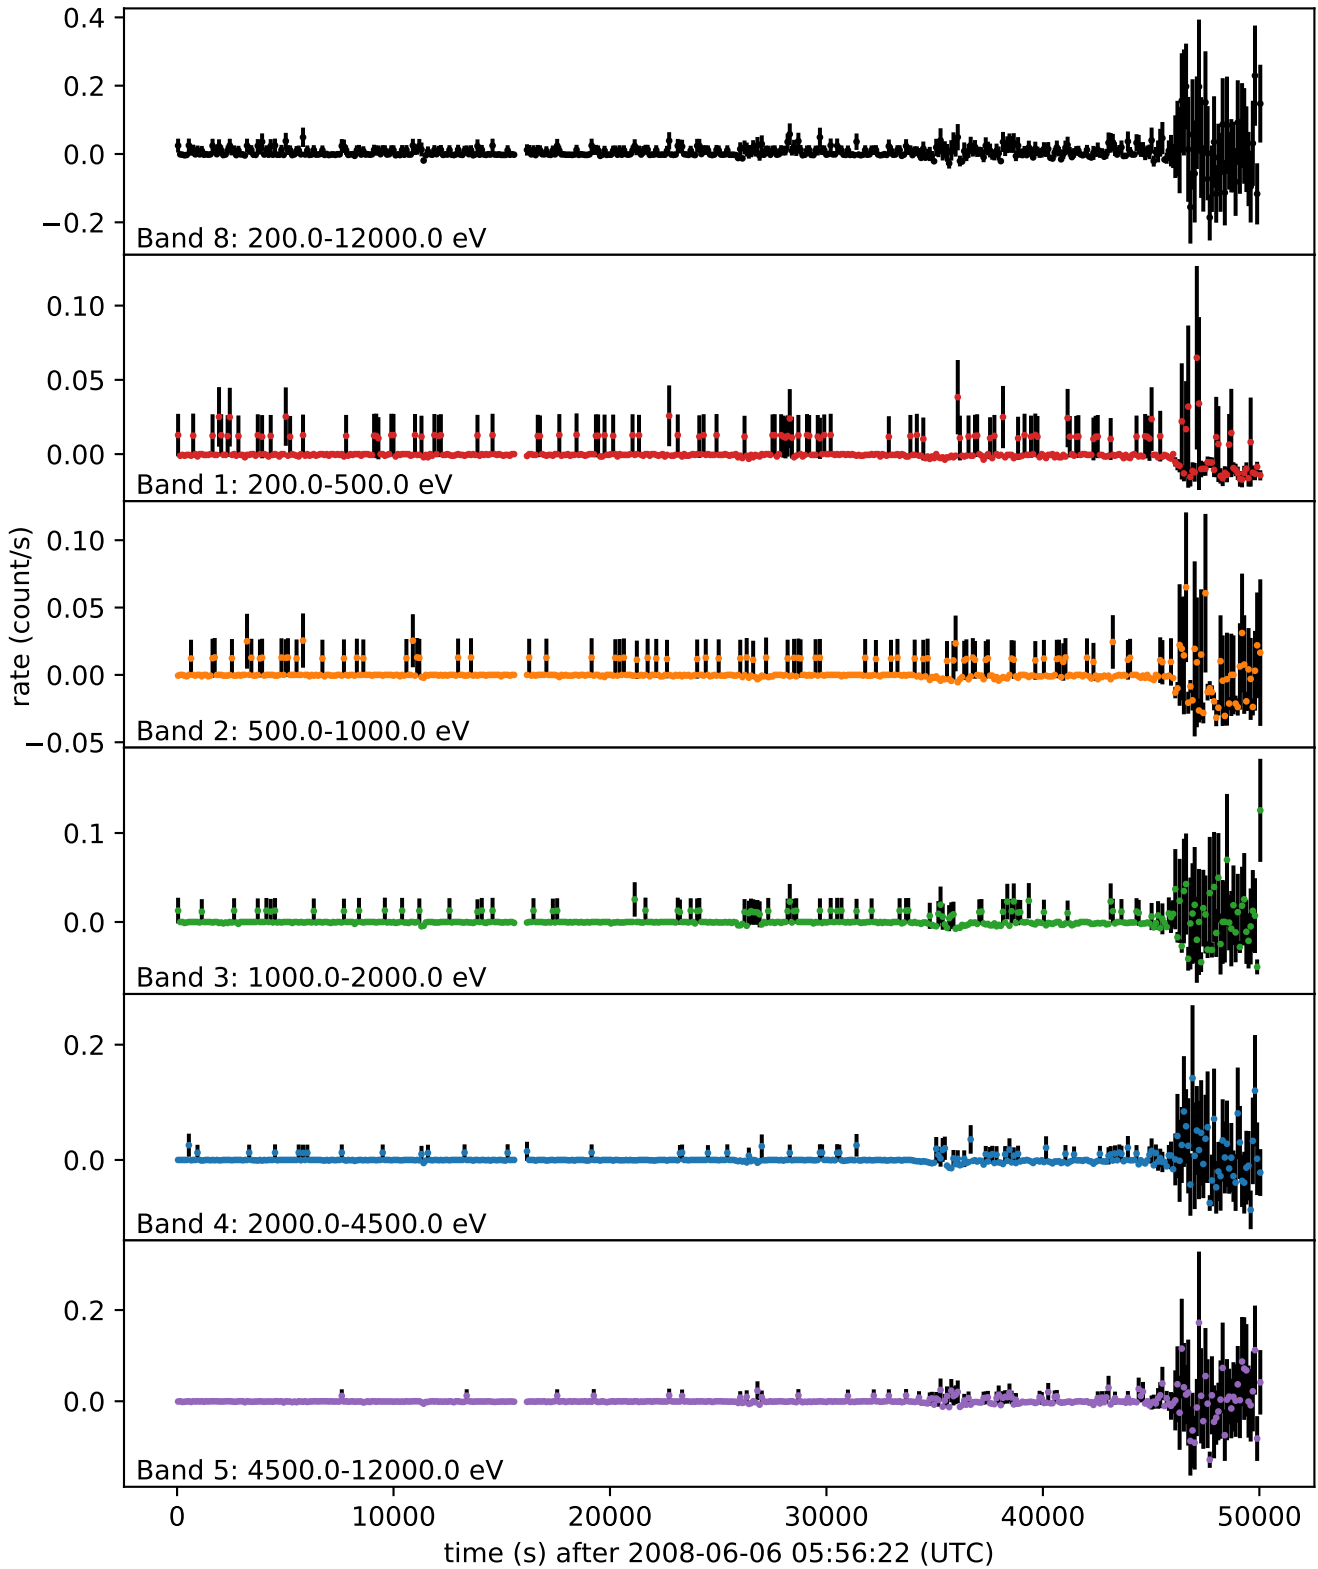 0.4
0.2
0.0
−0.2
Band 8: 200.0-12000.0 eV
0.10
0.05
0.00
Band 1: 200.0-500.0 eV
rate (count/s)
0.10
0.05
0.00
−0.05
Band 2: 500.0-1000.0 eV
0.1
0.0
Band 3: 1000.0-2000.0 eV
0.2
0.0
Band 4: 2000.0-4500.0 eV
0.2
0.0
Band 5: 4500.0-12000.0 eV
0 10000 20000 30000 40000 50000
time (s) after 2008-06-06 05:56:22 (UTC)